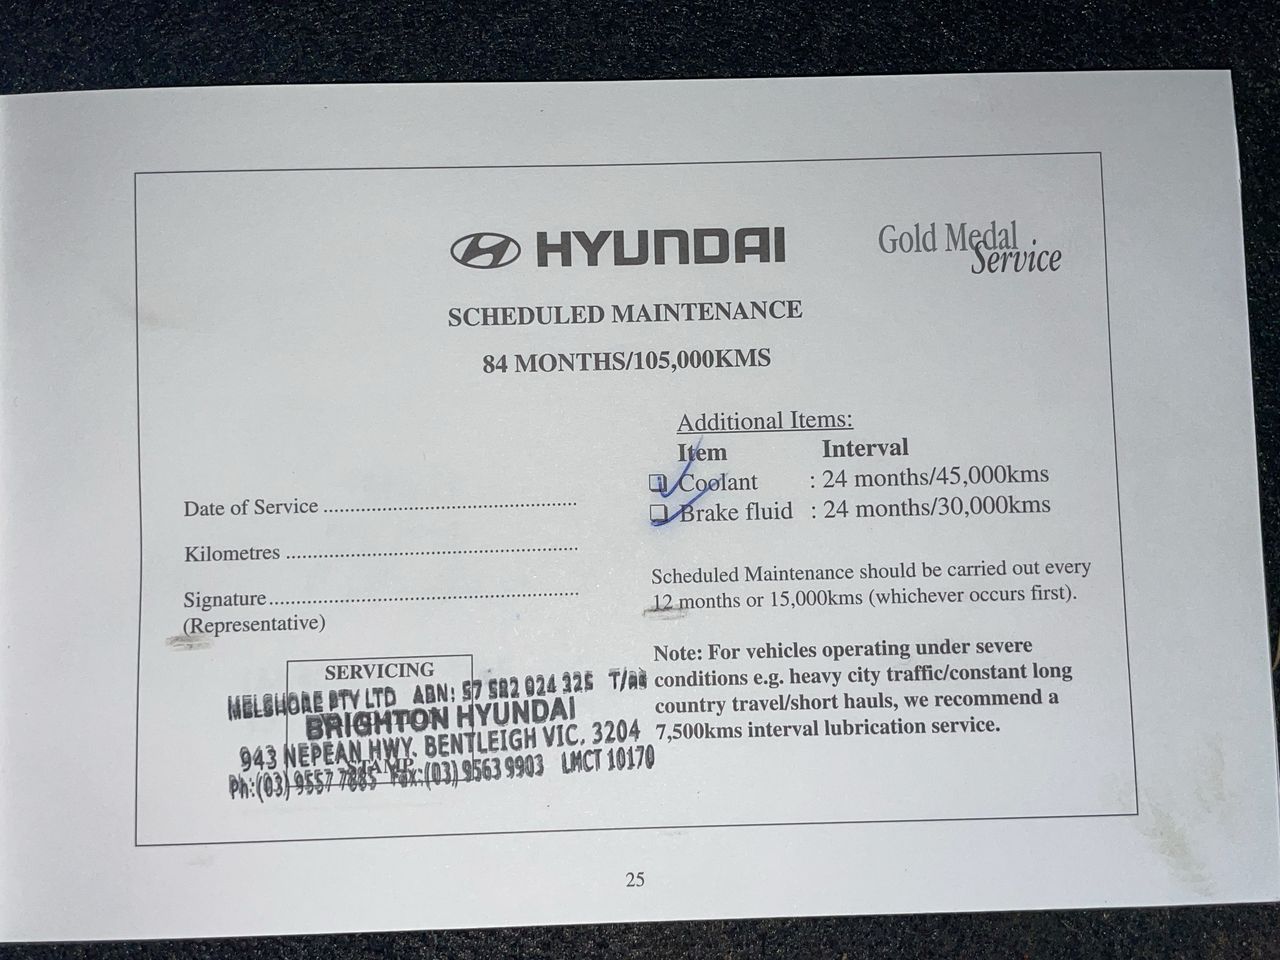 HYUNDAI
Gold Medal
Service
SCHEDULED MAINTENANCE
84 MONTHS/105,000KMS
Additional Items:
Item Interval
Coolant : 24 months/45,000kms
Brake fluid : 24 months/30,000kms
Date of Service ..............................................
Kilometres .....................................................
Signature........................................................
(Representative)
Scheduled Maintenance should be carried out every
12 months or 15,000kms (whichever occurs first).
Note: For vehicles operating under severe
conditions e.g. heavy city traffic/constant long
country travel/short hauls, we recommend a
7,500kms interval lubrication service.
SERVICING
STAMP
MELSHORE PTY LTD ABN: 57 582 024 325 T/as
BRIGHTON HYUNDAI
943 NEPEAN HWY. BENTLEIGH VIC. 3204
Ph:(03) 9557 7885 Fax:(03) 9563 9903 LMCT 10170
25